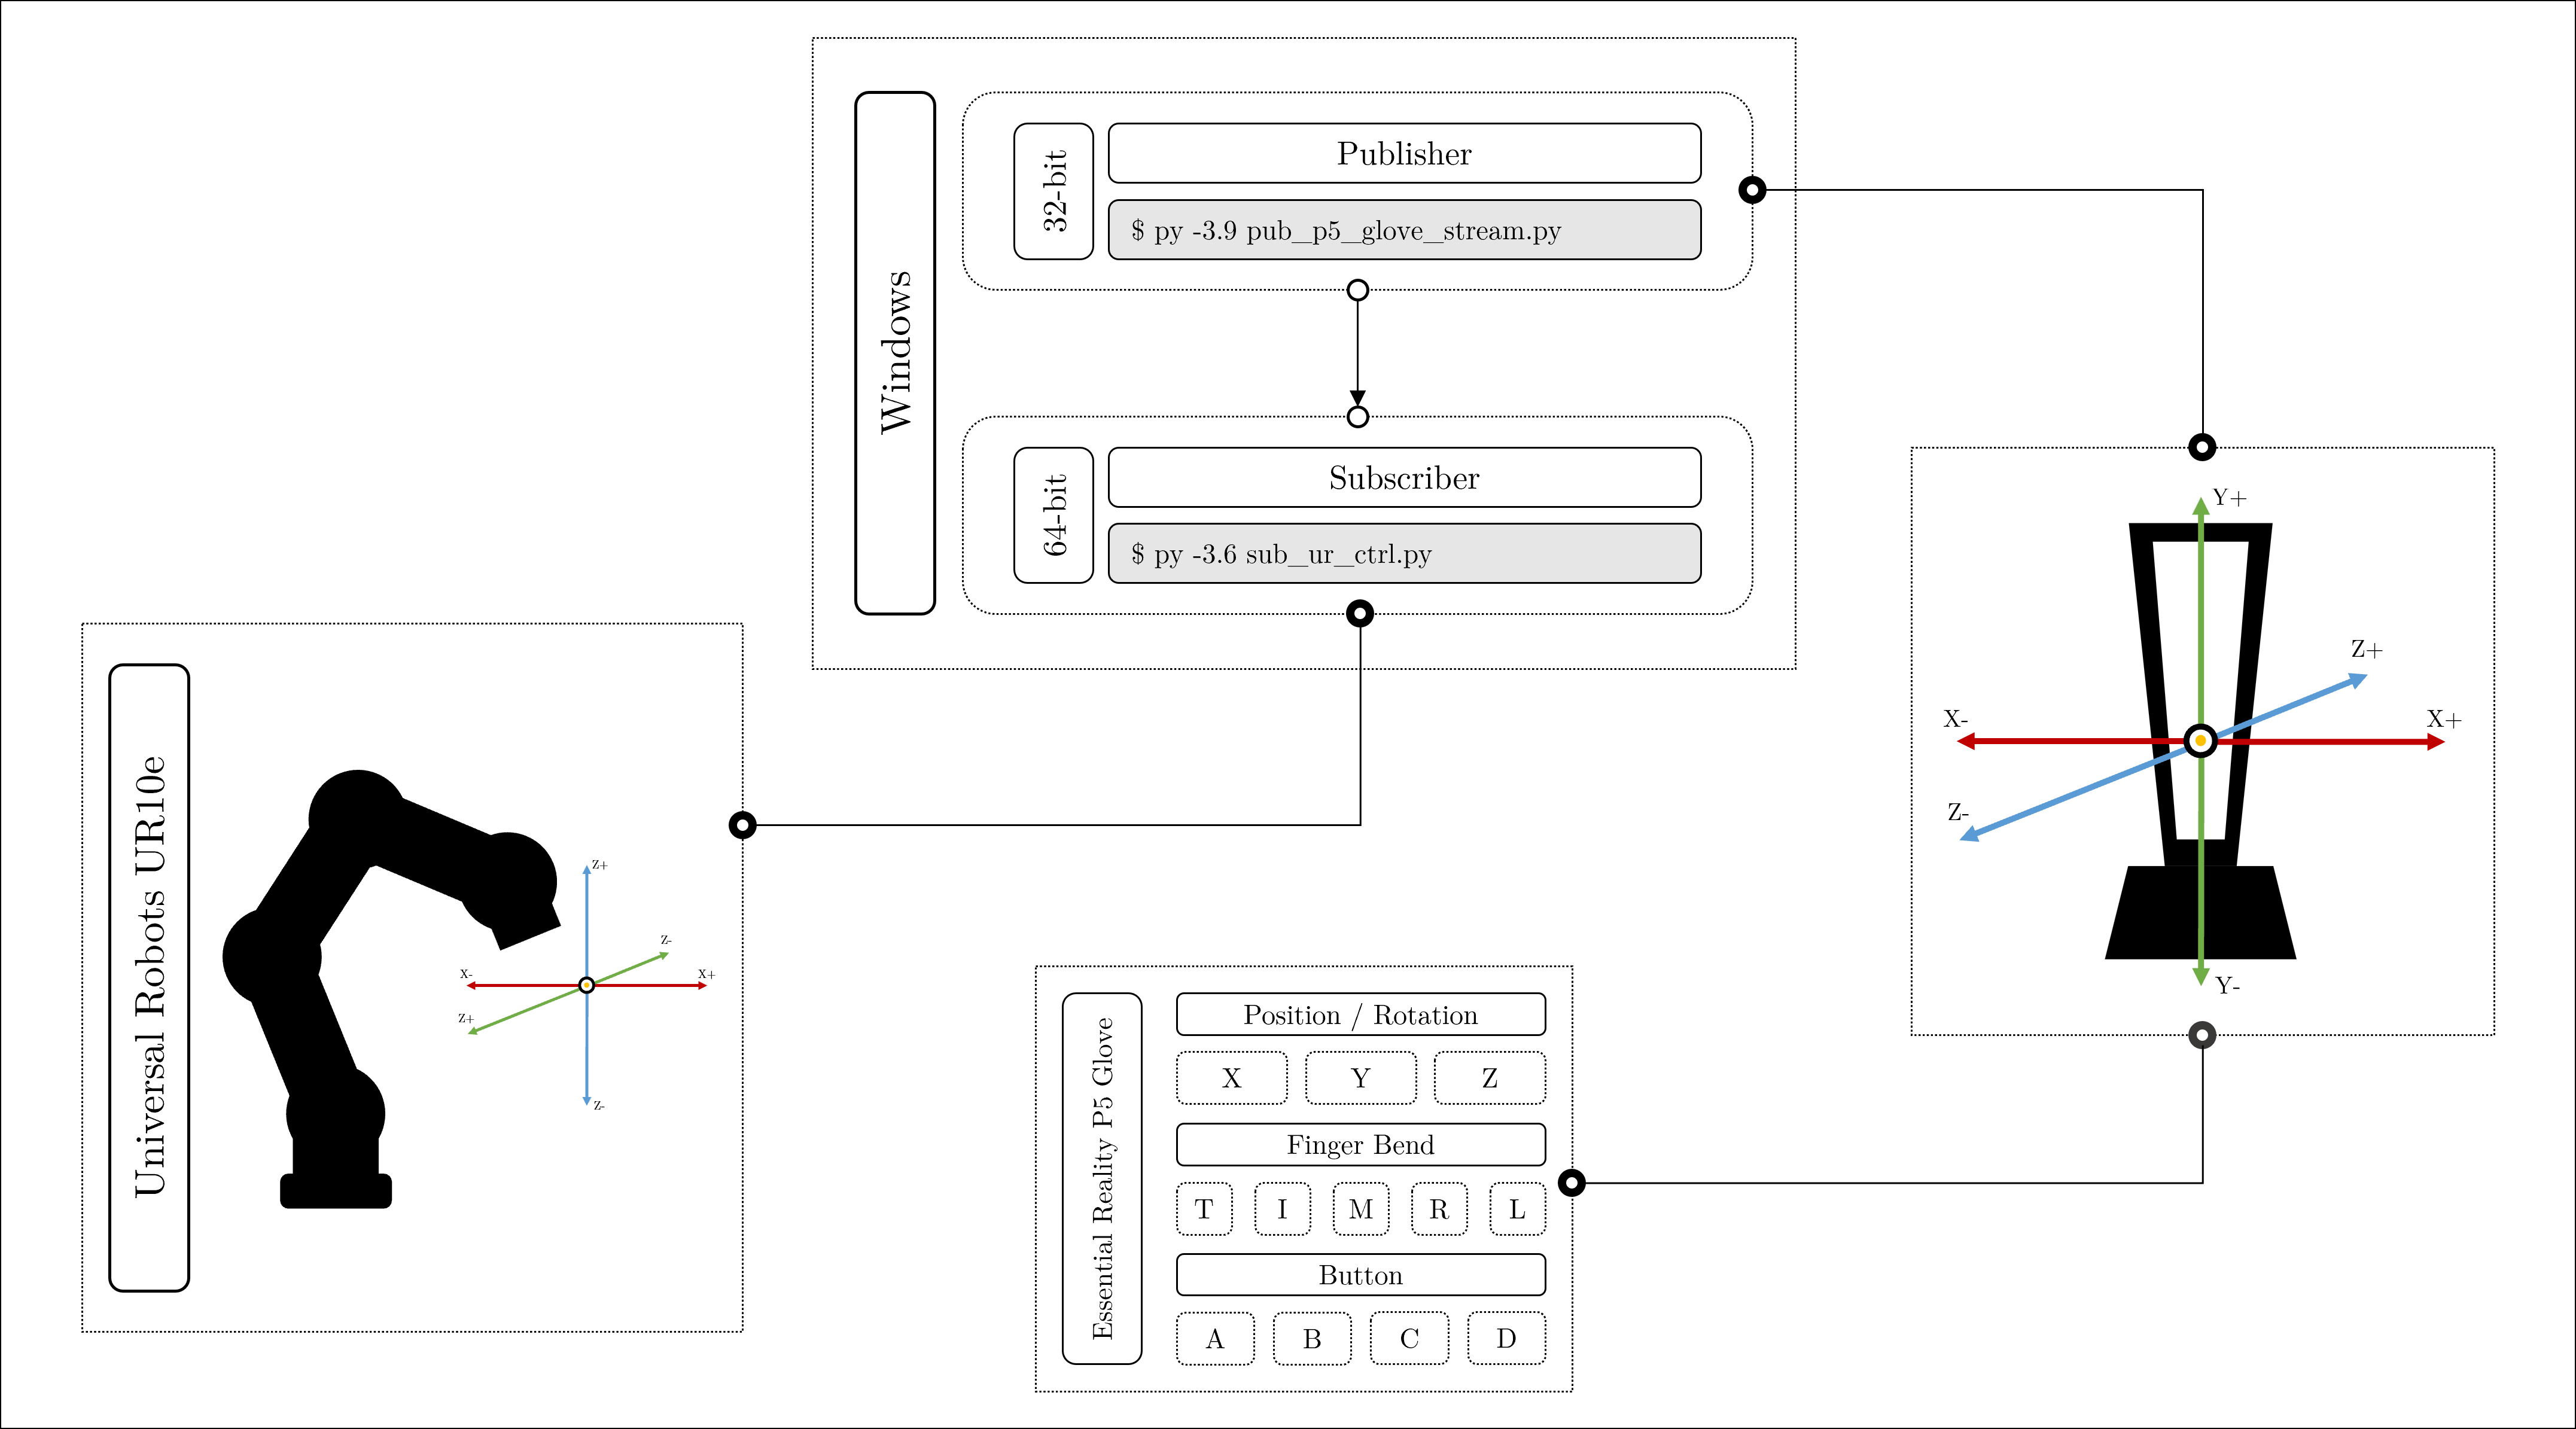 Windows
32-bit
Publisher
$ py -3.9 pub_p5_glove_stream.py
64-bit
Subscriber
$ py -3.6 sub_ur_ctrl.py
Y+
Z+
X-
X+
Z-
Y-
Universal Robots UR10e
Z+
Z-
X-
X+
Z+
Z-
Essential Reality P5 Glove
Position / Rotation
X Y Z
Finger Bend
T I M R L
Button
A B C D